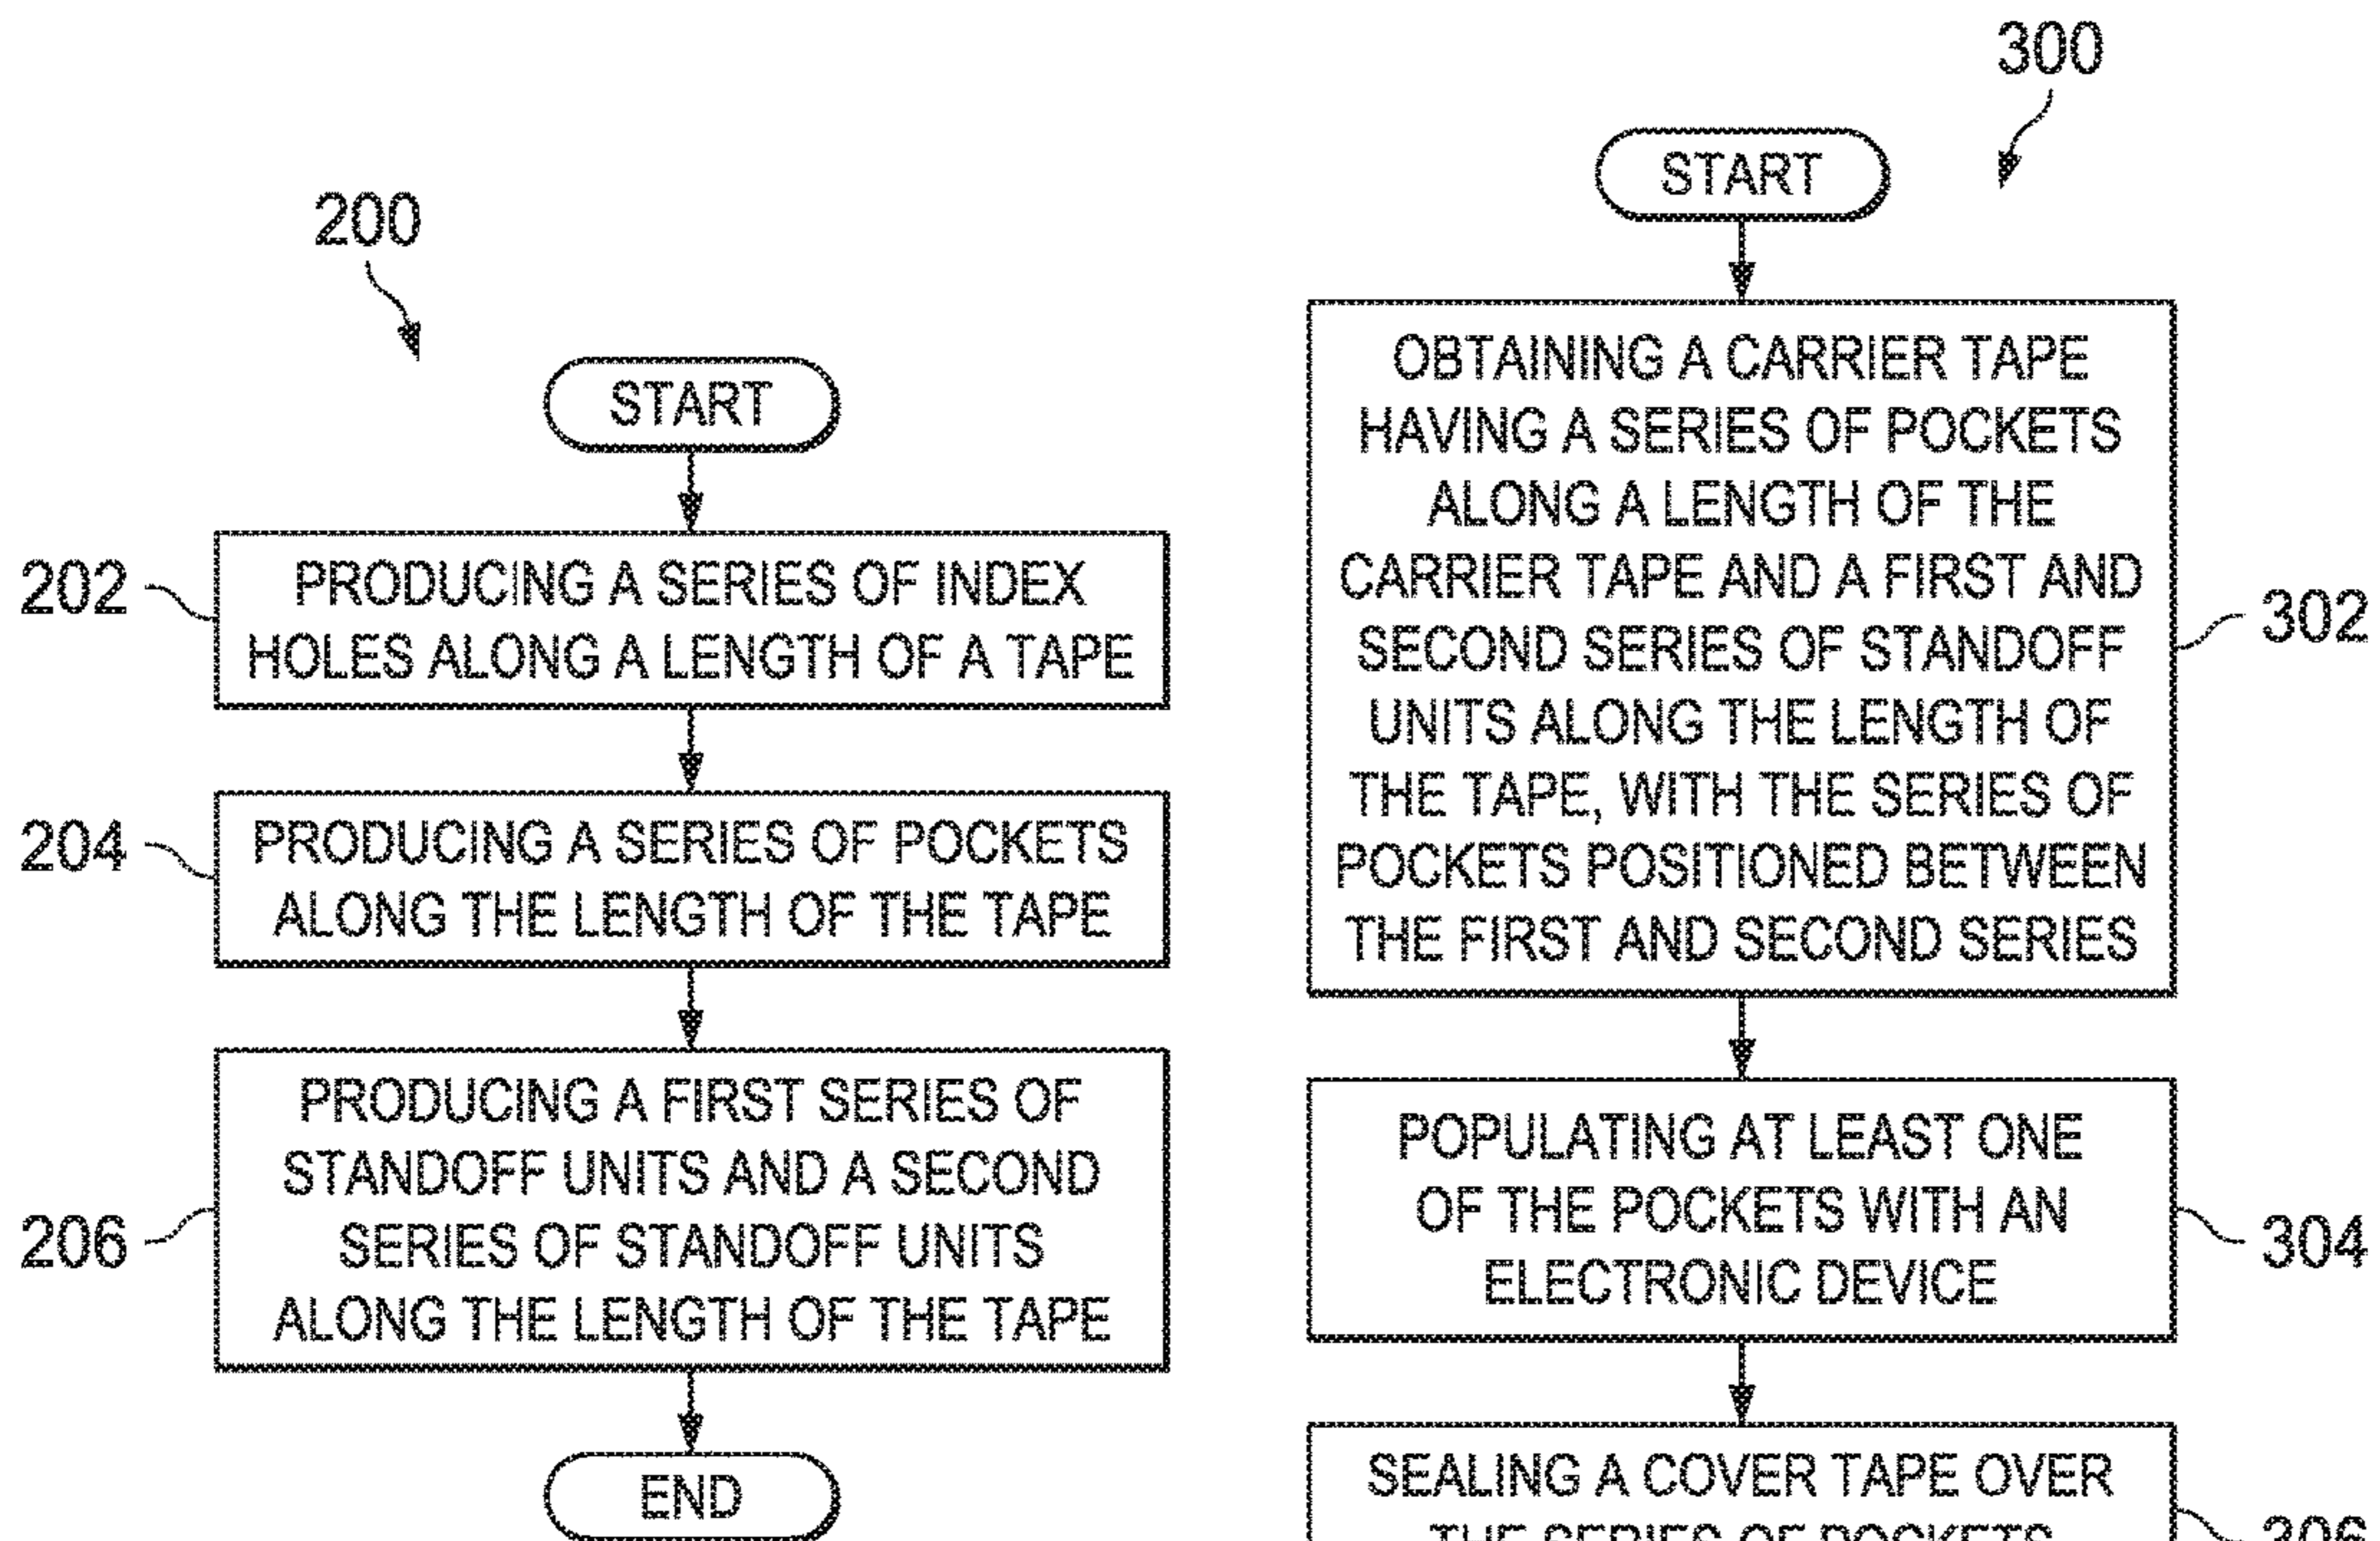 200
START
202
PRODUCING A SERIES OF INDEX
HOLES ALONG A LENGTH OF A TAPE
204
PRODUCING A SERIES OF POCKETS
ALONG THE LENGTH OF THE TAPE
206
PRODUCING A FIRST SERIES OF
STANDOFF UNITS AND A SECOND
SERIES OF STANDOFF UNITS
ALONG THE LENGTH OF THE TAPE
END
300
START
OBTAINING A CARRIER TAPE
HAVING A SERIES OF POCKETS
ALONG A LENGTH OF THE
CARRIER TAPE AND A FIRST AND
SECOND SERIES OF STANDOFF
UNITS ALONG THE LENGTH OF
THE TAPE, WITH THE SERIES OF
POCKETS POSITIONED BETWEEN
THE FIRST AND SECOND SERIES
302
POPULATING AT LEAST ONE
OF THE POCKETS WITH AN
ELECTRONIC DEVICE
304
SEALING A COVER TAPE OVER
THE SERIES OF POCKETS
306